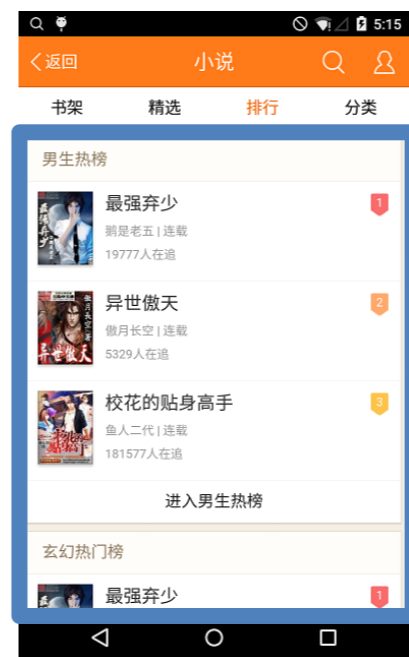 5:15
返回
小说
书架
精选
排行
分类
男生热榜
最强弃少
鹅是老五 | 连载
19777人在追
1
异世傲天
傲月长空 | 连载
5329人在追
2
校花的贴身高手
鱼人二代 | 连载
181577人在追
3
进入男生热榜
玄幻热门榜
最强弃少
1